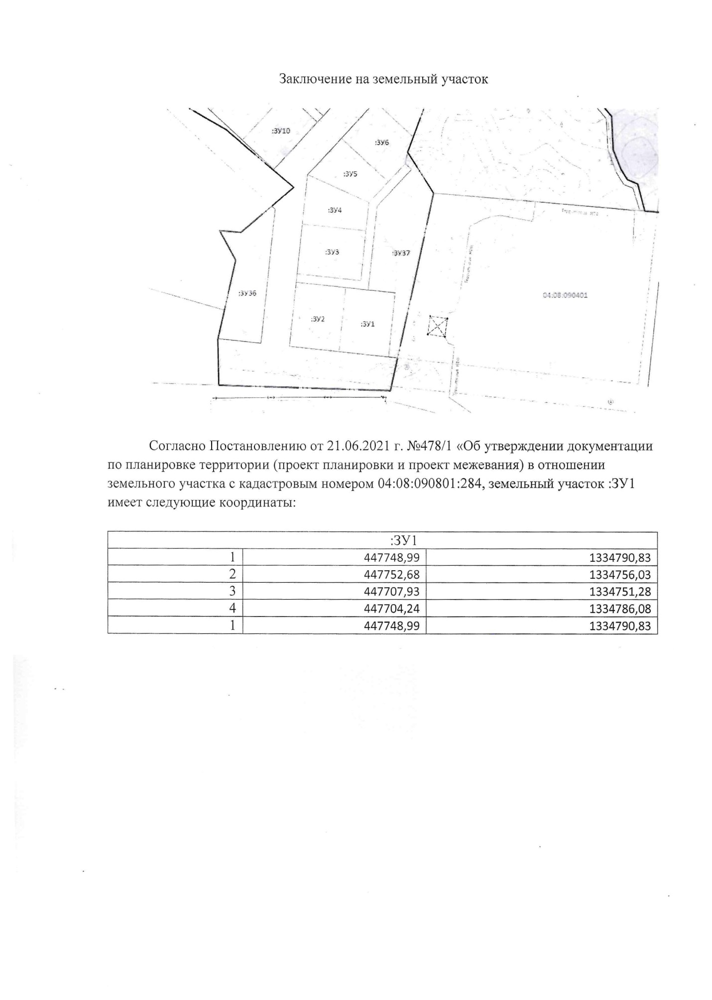 Заключение на земельный участок
:ЗУ10
:ЗУ6
:ЗУ5
:ЗУ4
:ЗУ3
:ЗУ37
:ЗУ36
04:08:090401
:ЗУ2
:ЗУ1
Согласно Постановлению от 21.06.2021 г. №478/1 «Об утверждении документации
по планировке территории (проект планировки и проект межевания) в отношении
земельного участка с кадастровым номером 04:08:090801:284, земельный участок :ЗУ1
имеет следующие координаты:
:ЗУ1
1 447748,99 1334790,83
2 447752,68 1334756,03
3 447707,93 1334751,28
4 447704,24 1334786,08
1 447748,99 1334790,83